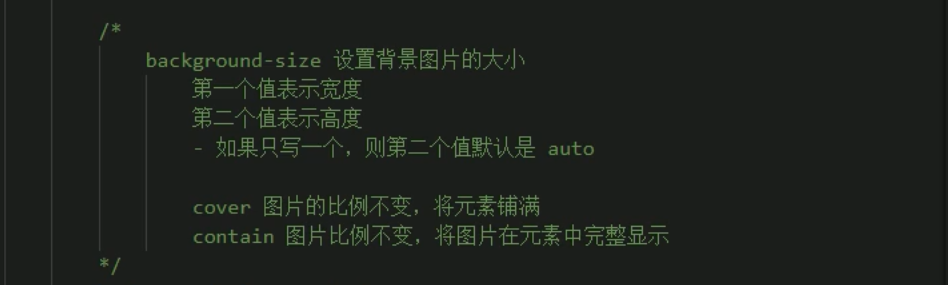 /*
background-size 设置背景图片的大小
第一个值表示宽度
第二个值表示高度
- 如果只写一个，则第二个值默认是 auto
cover 图片的比例不变，将元素铺满
contain 图片比例不变，将图片在元素中完整显示
*/